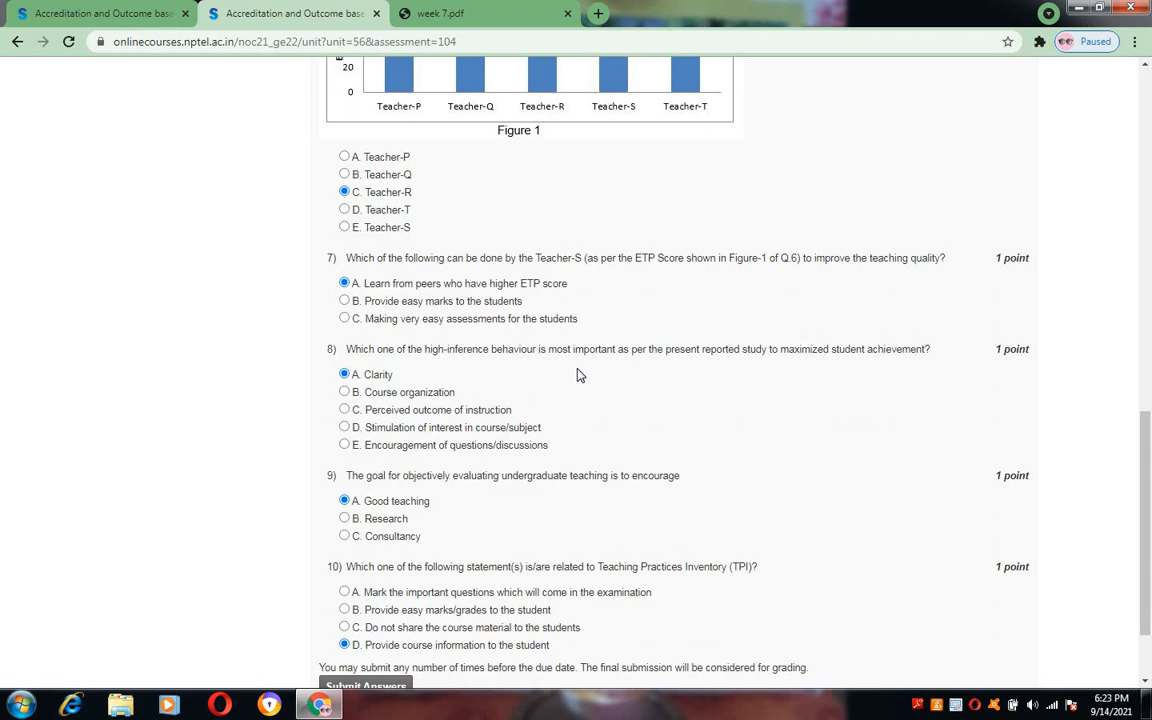 Accreditation and Outcome base
Accreditation and Outcome base
week 7.pdf
onlinecourses.nptel.ac.in/noc21_ge22/unit?unit=56&assessment=104
Paused
20
0
Teacher-P Teacher-Q Teacher-R Teacher-S Teacher-T
Figure 1
A. Teacher-P
B. Teacher-Q
C. Teacher-R
D. Teacher-T
E. Teacher-S
7) Which of the following can be done by the Teacher-S (as per the ETP Score shown in Figure-1 of Q.6) to improve the teaching quality? 1 point
A. Learn from peers who have higher ETP score
B. Provide easy marks to the students
C. Making very easy assessments for the students
8) Which one of the high-inference behaviour is most important as per the present reported study to maximized student achievement? 1 point
A. Clarity
B. Course organization
C. Perceived outcome of instruction
D. Stimulation of interest in course/subject
E. Encouragement of questions/discussions
9) The goal for objectively evaluating undergraduate teaching is to encourage 1 point
A. Good teaching
B. Research
C. Consultancy
10) Which one of the following statement(s) is/are related to Teaching Practices Inventory (TPI)? 1 point
A. Mark the important questions which will come in the examination
B. Provide easy marks/grades to the student
C. Do not share the course material to the students
D. Provide course information to the student
You may submit any number of times before the due date. The final submission will be considered for grading.
Submit Answers
6:23 PM
9/14/2021